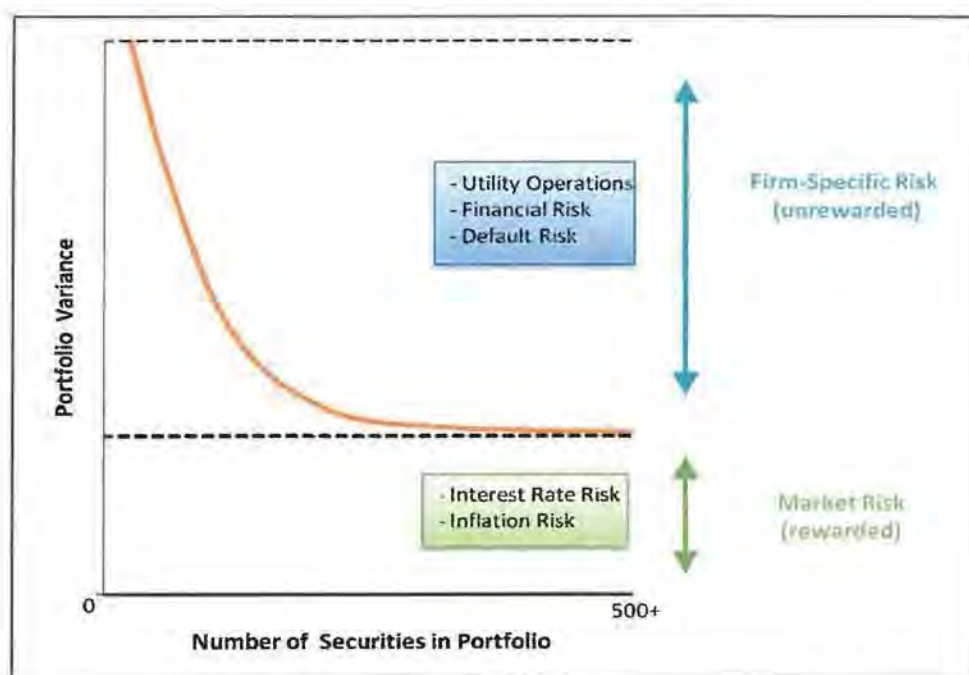 Portfolio Variance
- Utility Operations
- Financial Risk
- Default Risk
Firm-Specific Risk
(unrewarded)
- Interest Rate Risk
- Inflation Risk
Market Risk
(rewarded)
0
500+
Number of Securities in Portfolio